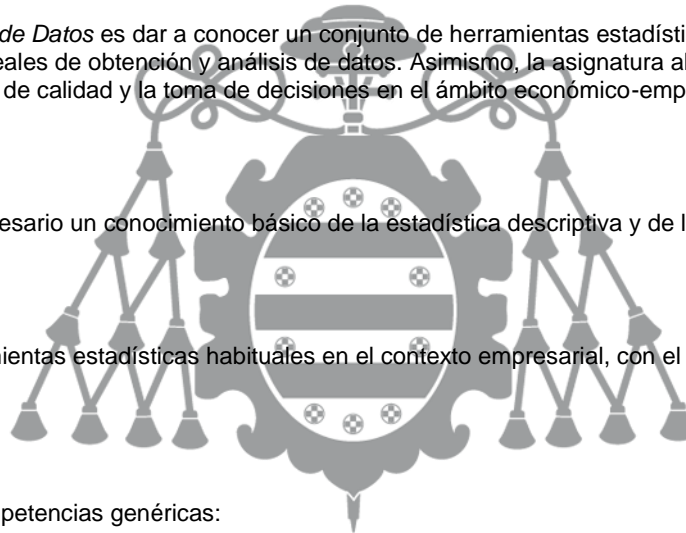 de Datos es dar a conocer un conjunto de herramientas estadísti
eales de obtención y análisis de datos. Asimismo, la asignatura al
de calidad y la toma de decisiones en el ámbito económico-emp
esario un conocimiento básico de la estadística descriptiva y de l
ientas estadísticas habituales en el contexto empresarial, con el
petencias genéricas: